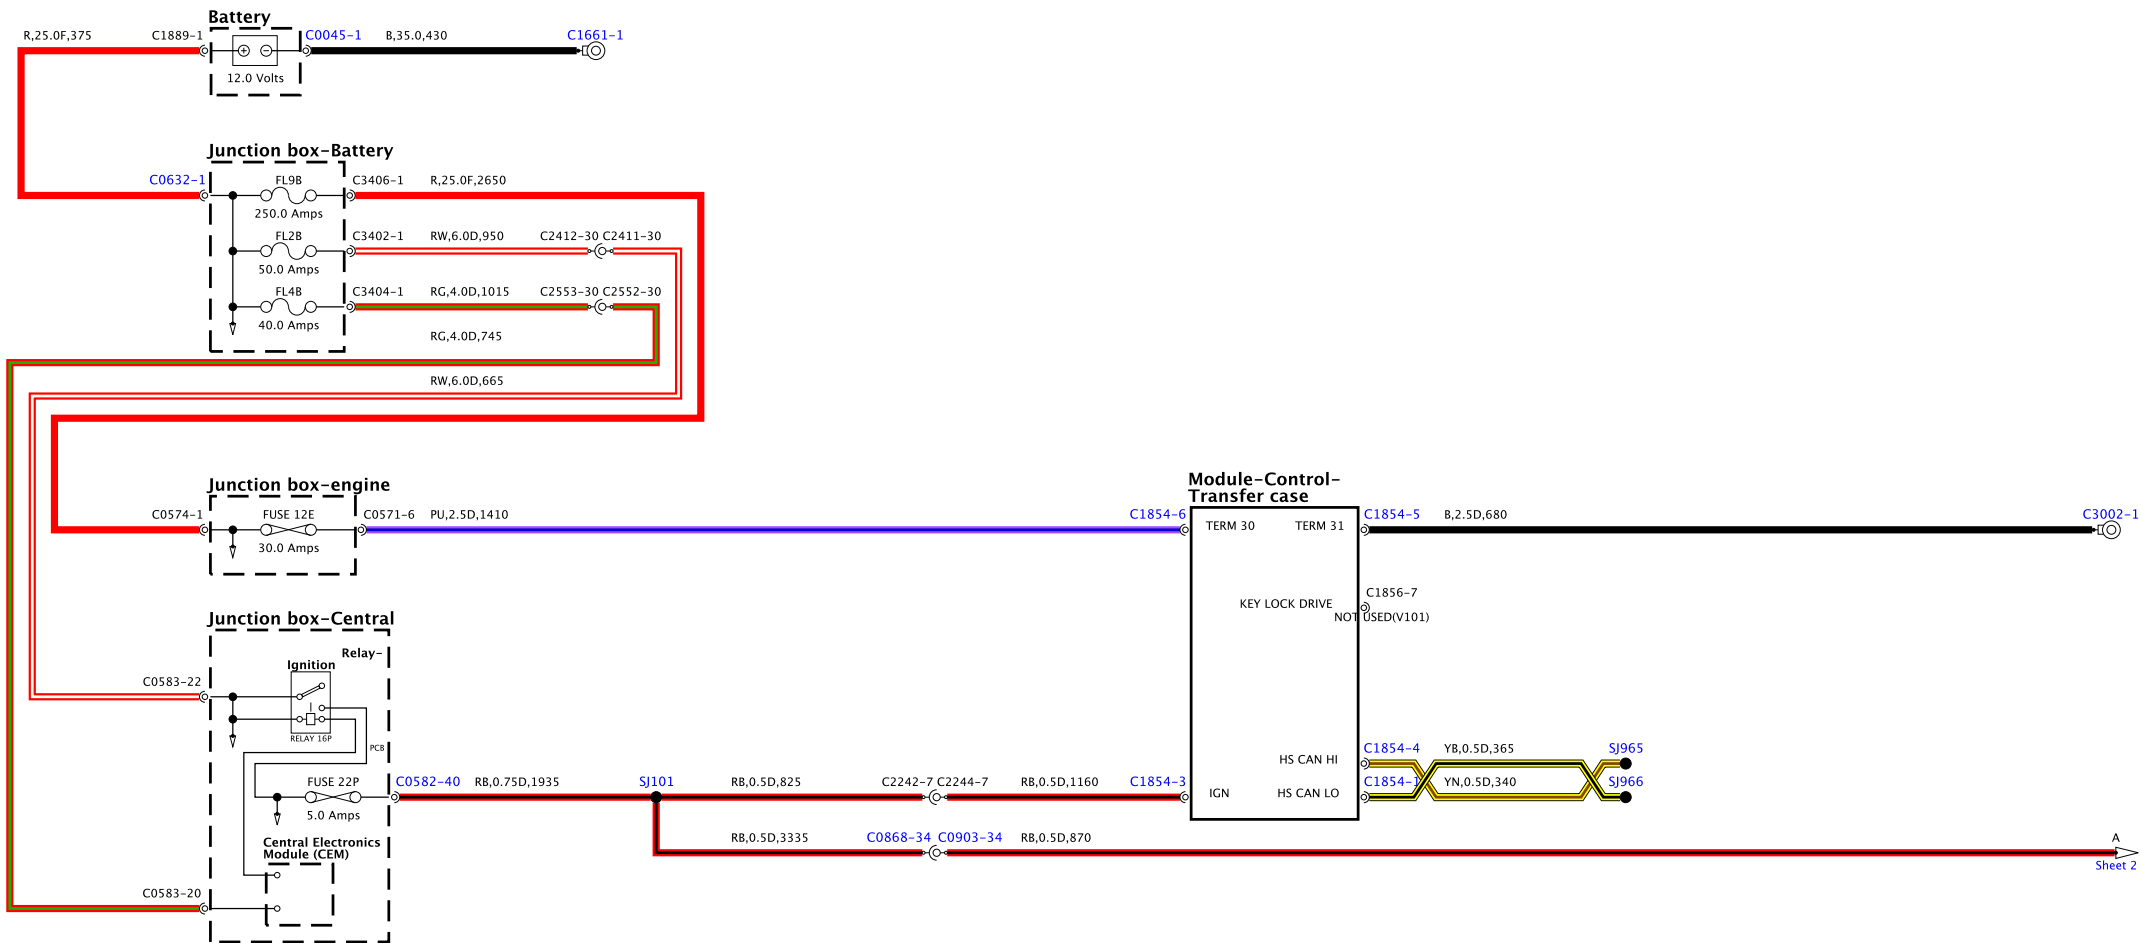 Battery
R,25.0F,375
C1889-1
C0045-1
B,35.0,430
C1661-1
12.0 Volts
Junction box-Battery
C0632-1
FL9B
C3406-1
R,25.0F,2650
250.0 Amps
FL2B
C3402-1
RW,6.0D,950
C2412-30
C2411-30
50.0 Amps
FL4B
C3404-1
RG,4.0D,1015
C2553-30
C2552-30
40.0 Amps
RG,4.0D,745
RW,6.0D,665
Junction box-engine
C0574-1
FUSE 12E
C0571-6
PU,2.5D,1410
30.0 Amps
Module-Control-
Transfer case
C1854-6
TERM 30
TERM 31
C1854-5
B,2.5D,680
C3002-1
KEY LOCK DRIVE
C1856-7
NOT USED(V101)
Junction box-Central
Relay-
Ignition
C0583-22
RELAY 16P
PCB
HS CAN HI
C1854-4
YB,0.5D,365
SJ965
FUSE 22P
C0582-40
RB,0.75D,1935
SJ101
RB,0.5D,825
C2242-7
C2244-7
RB,0.5D,1160
C1854-3
IGN
HS CAN LO
C1854-1
YN,0.5D,340
SJ966
5.0 Amps
Central Electronics
Module (CEM)
RB,0.5D,3335
C0868-34
C0903-34
RB,0.5D,870
A
Sheet 2
C0583-20